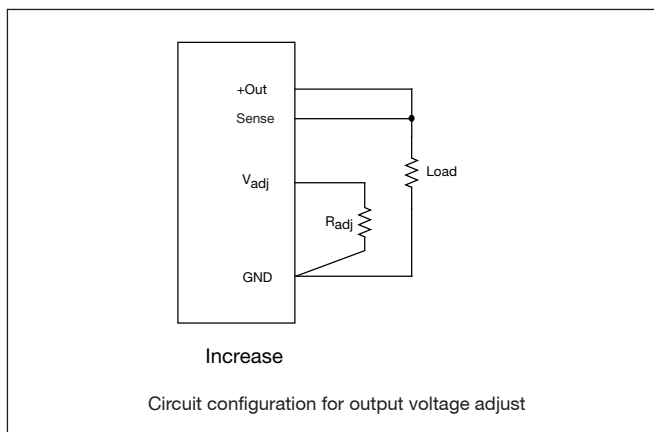 +Out
Sense
Vadj
Load
Radj
GND
Increase
Circuit configuration for output voltage adjust